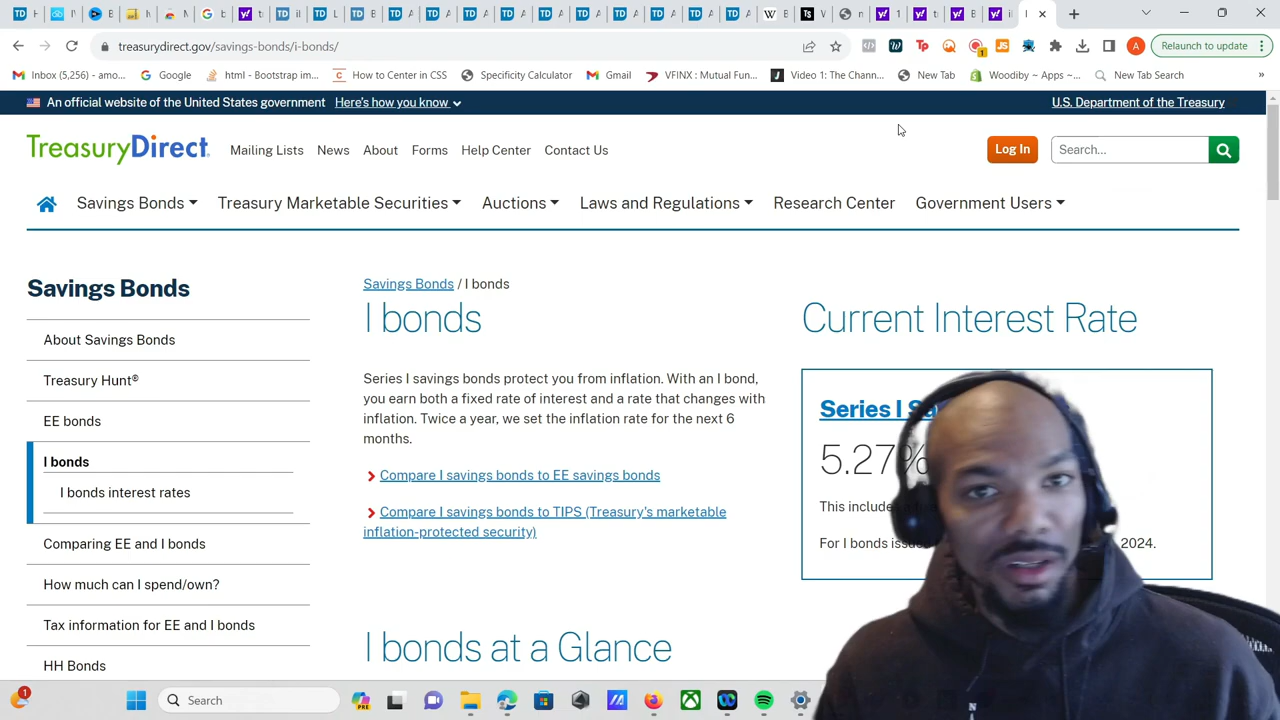 treasurydirect.gov/savings-bonds/i-bonds/
Relaunch to update
Inbox (5,256) - amo...
Google
html - Bootstrap im...
How to Center in CSS
Specificity Calculator
Gmail
VFINX : Mutual Fun...
Video 1: The Chann...
New Tab
Woodiby ~ Apps ~...
New Tab Search
An official website of the United States government Here's how you know
U.S. Department of the Treasury
TreasuryDirect
Mailing Lists
News
About
Forms
Help Center
Contact Us
Log In
Search...
Savings Bonds
Treasury Marketable Securities
Auctions
Laws and Regulations
Research Center
Government Users
Savings Bonds
About Savings Bonds
Treasury Hunt®
EE bonds
I bonds
I bonds interest rates
Comparing EE and I bonds
How much can I spend/own?
Tax information for EE and I bonds
HH Bonds
Savings Bonds / I bonds
I bonds
Series I savings bonds protect you from inflation. With an I bond,
you earn both a fixed rate of interest and a rate that changes with
inflation. Twice a year, we set the inflation rate for the next 6
months.
Compare I savings bonds to EE savings bonds
Compare I savings bonds to TIPS (Treasury's marketable
inflation-protected security)
I bonds at a Glance
Current Interest Rate
Series I
5.27%
This
For I bonds 2024.
Search